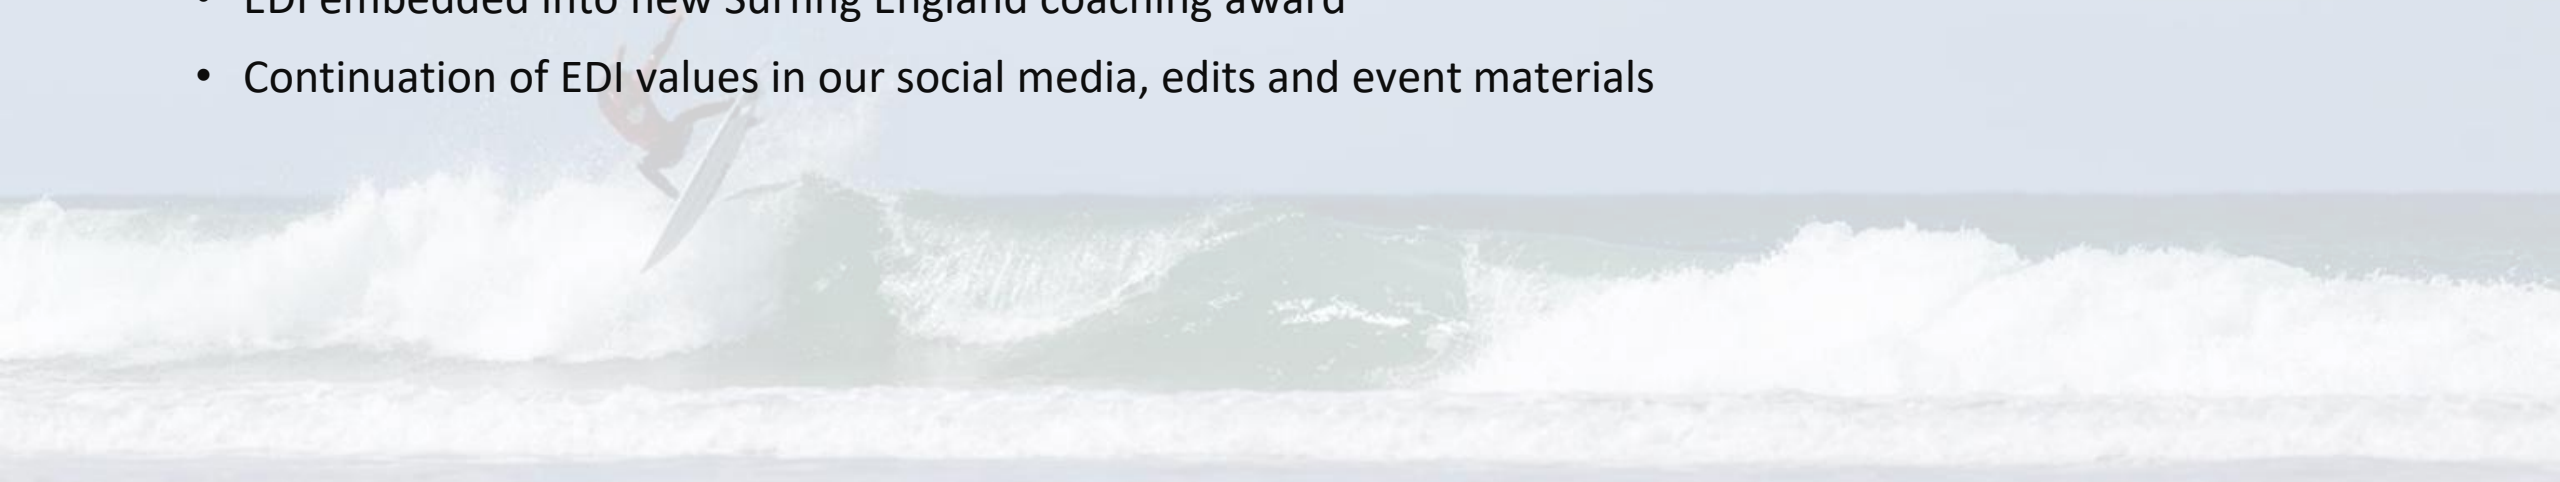 • EDI embedded into new Surfing England coaching award
• Continuation of EDI values in our social media, edits and event materials